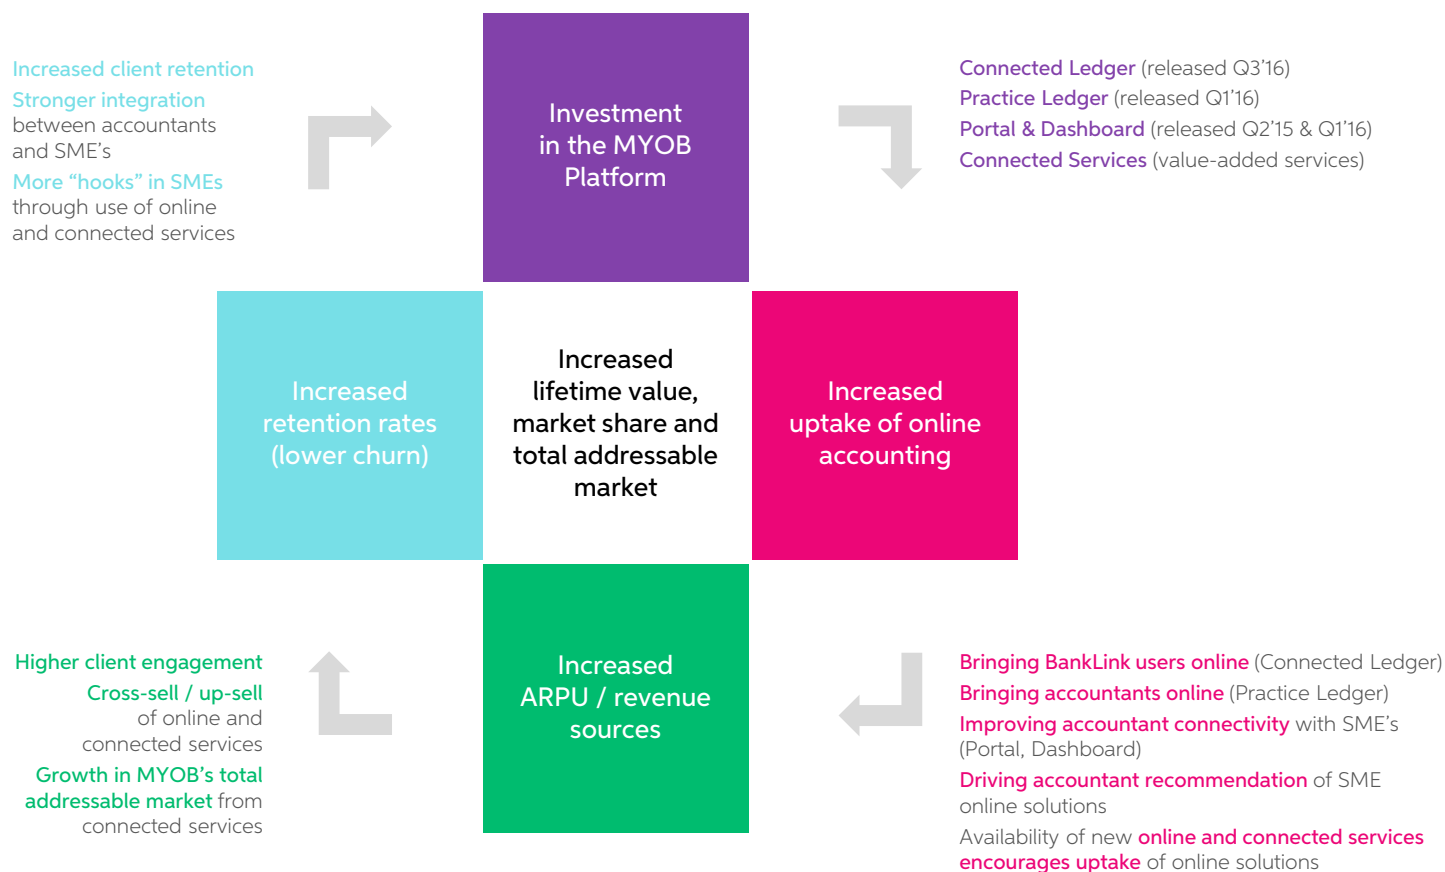 Increased client retention
Stronger integration
between accountants
and SME's
More “hooks” in SMEs
through use of online
and connected services
Investment
in the MYOB
Platform
Connected Ledger (released Q3’16)
Practice Ledger (released Q1’16)
Portal & Dashboard (released Q2’15 & Q1’16)
Connected Services (value-added services)
Increased
retention rates
(lower churn)
Increased
lifetime value,
market share and
total addressable
market
Increased
uptake of online
accounting
Higher client engagement
Cross-sell / up-sell
of online and
connected services
Growth in MYOB’s total
addressable market from
connected services
Increased
ARPU / revenue
sources
Bringing BankLink users online (Connected Ledger)
Bringing accountants online (Practice Ledger)
Improving accountant connectivity with SME’s
(Portal, Dashboard)
Driving accountant recommendation of SME
online solutions
Availability of new online and connected services
encourages uptake of online solutions